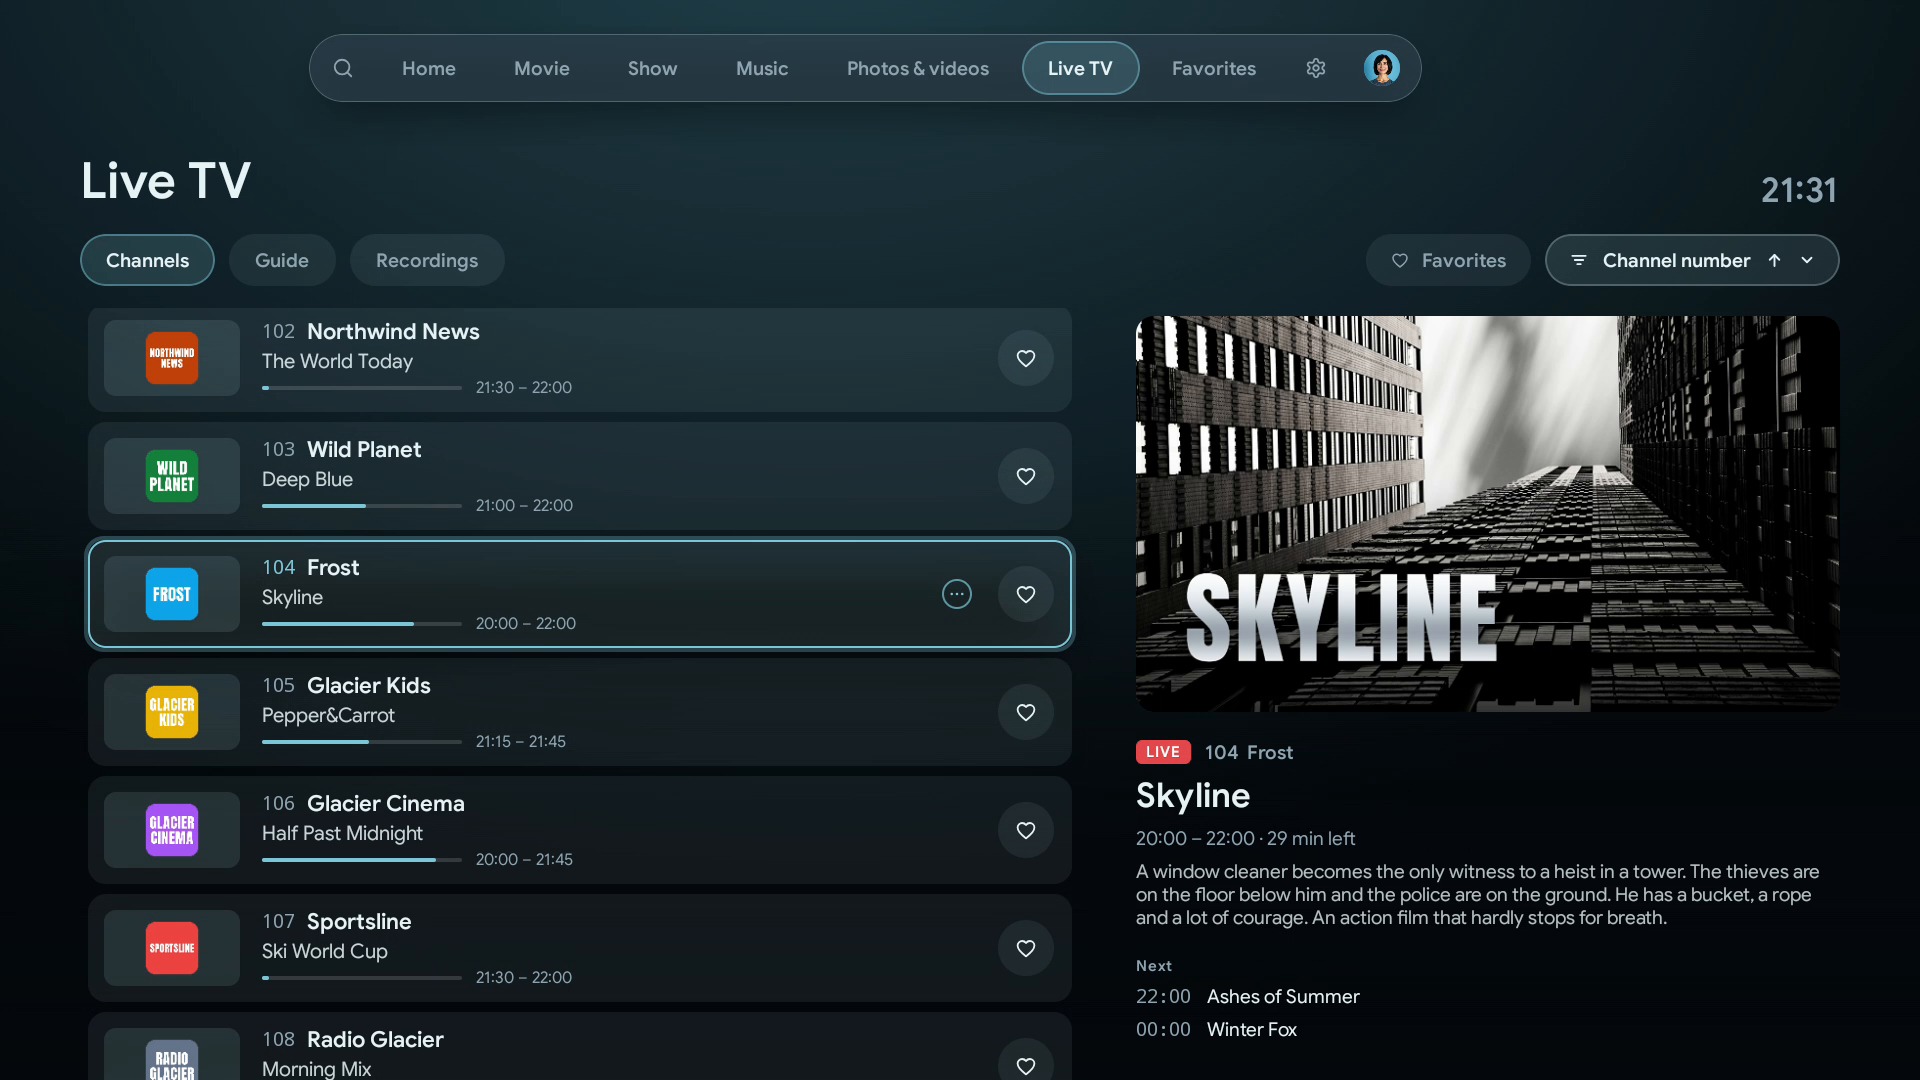 Home Movie Show Music Photos & videos Live TV Favorites
Live TV
21:31
Channels Guide Recordings
Favorites Channel number
NORTHWIND
NEWS
102 Northwind News
The World Today
21:30 – 22:00
WILD
PLANET
103 Wild Planet
Deep Blue
21:00 – 22:00
FROST
104 Frost
Skyline
20:00 – 22:00
GLACIER
KIDS
105 Glacier Kids
Pepper&Carrot
21:15 – 21:45
GLACIER
CINEMA
106 Glacier Cinema
Half Past Midnight
20:00 – 21:45
SPORTSLINE
107 Sportsline
Ski World Cup
21:30 – 22:00
RADIO
GLACIER
108 Radio Glacier
Morning Mix
SKYLINE
LIVE 104 Frost
Skyline
20:00 – 22:00 · 29 min left
A window cleaner becomes the only witness to a heist in a tower. The thieves are
on the floor below him and the police are on the ground. He has a bucket, a rope
and a lot of courage. An action film that hardly stops for breath.
Next
22:00 Ashes of Summer
00:00 Winter Fox